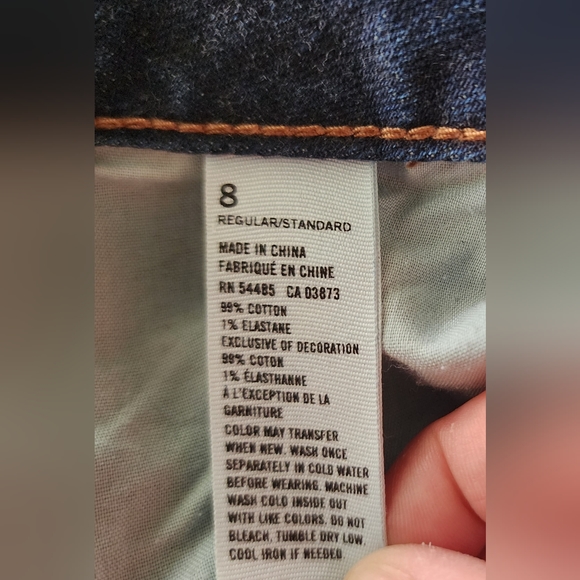 8
REGULAR/STANDARD
MADE IN CHINA
FABRIQUÉ EN CHINE
RN 54485 CA 03873
99% COTTON
1% ELASTANE
EXCLUSIVE OF DECORATION
99% COTON
1% ÉLASTHANNE
À L'EXCEPTION DE LA
GARNITURE
COLOR MAY TRANSFER
WHEN NEW. WASH ONCE
SEPARATELY IN COLD WATER
BEFORE WEARING. MACHINE
WASH COLD INSIDE OUT
WITH LIKE COLORS. DO NOT
BLEACH. TUMBLE DRY LOW.
COOL IRON IF NEEDED.